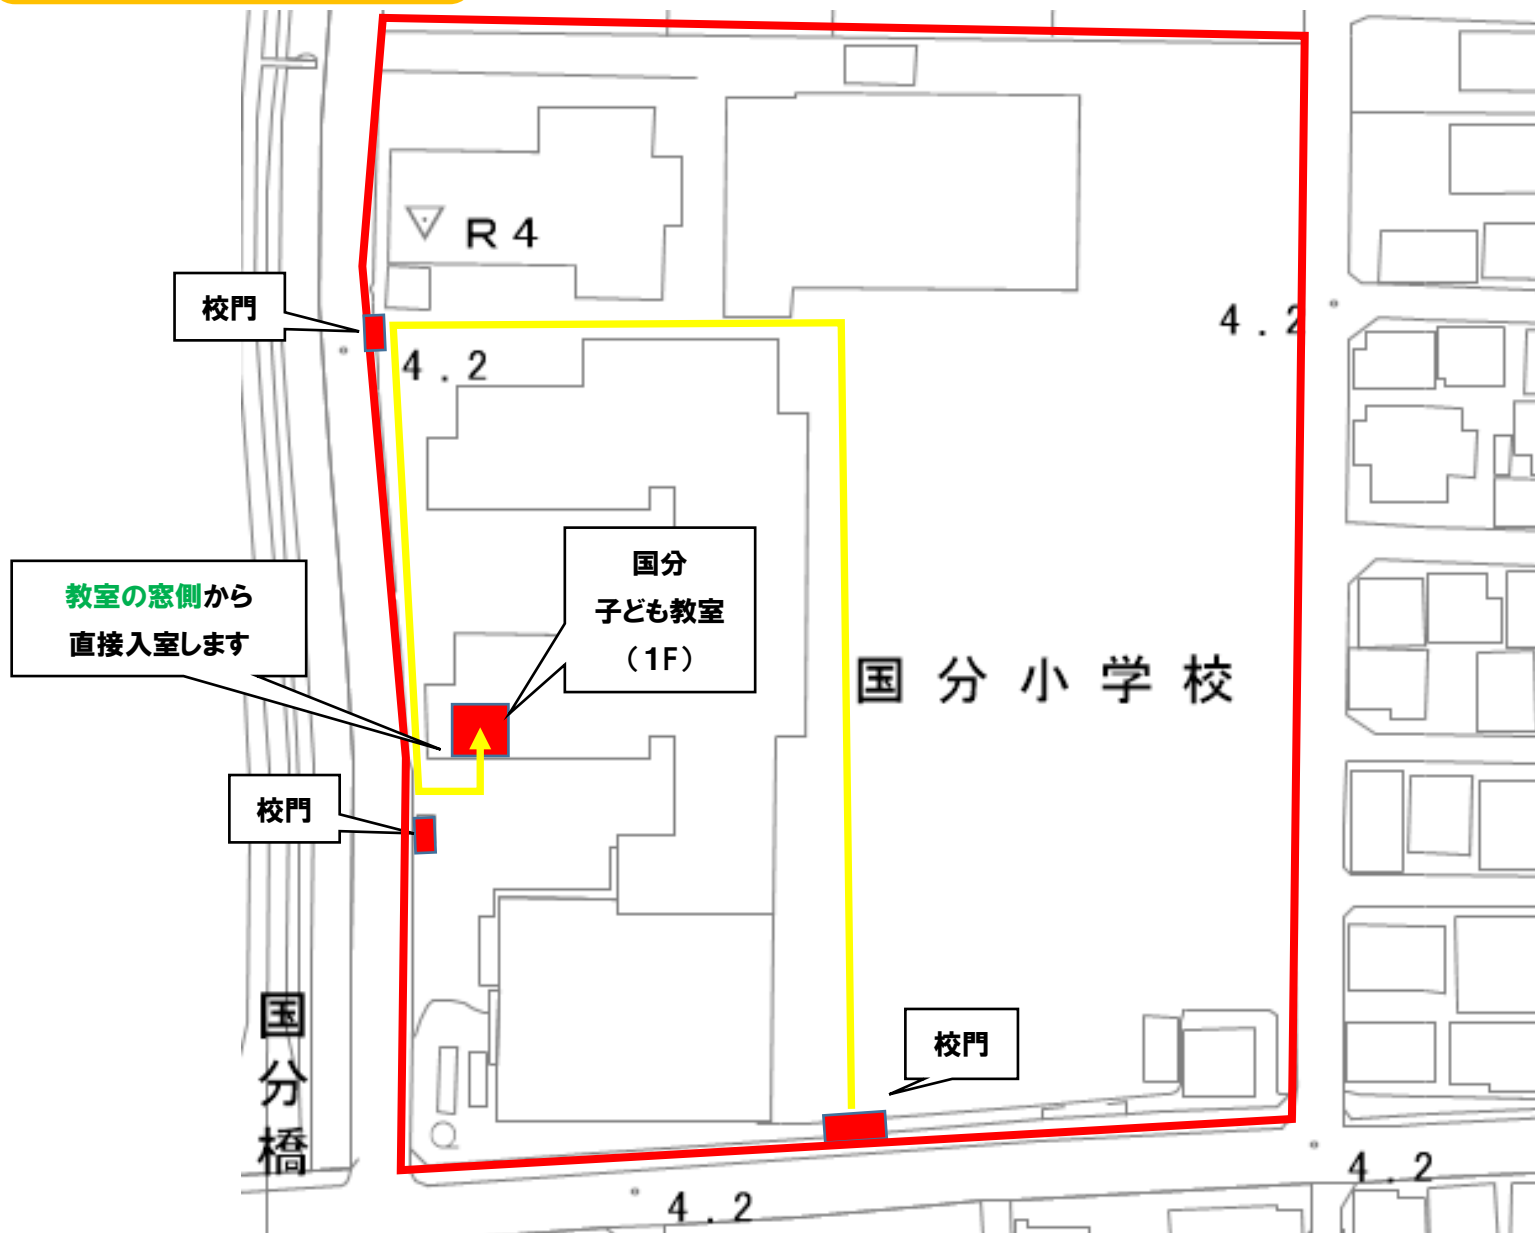 R4
校門
4.2
4.2
国分
子ども教室
（1F）
教室の窓側から
直接入室します
国分小学校
校門
国分橋
校門
4.2
4.2